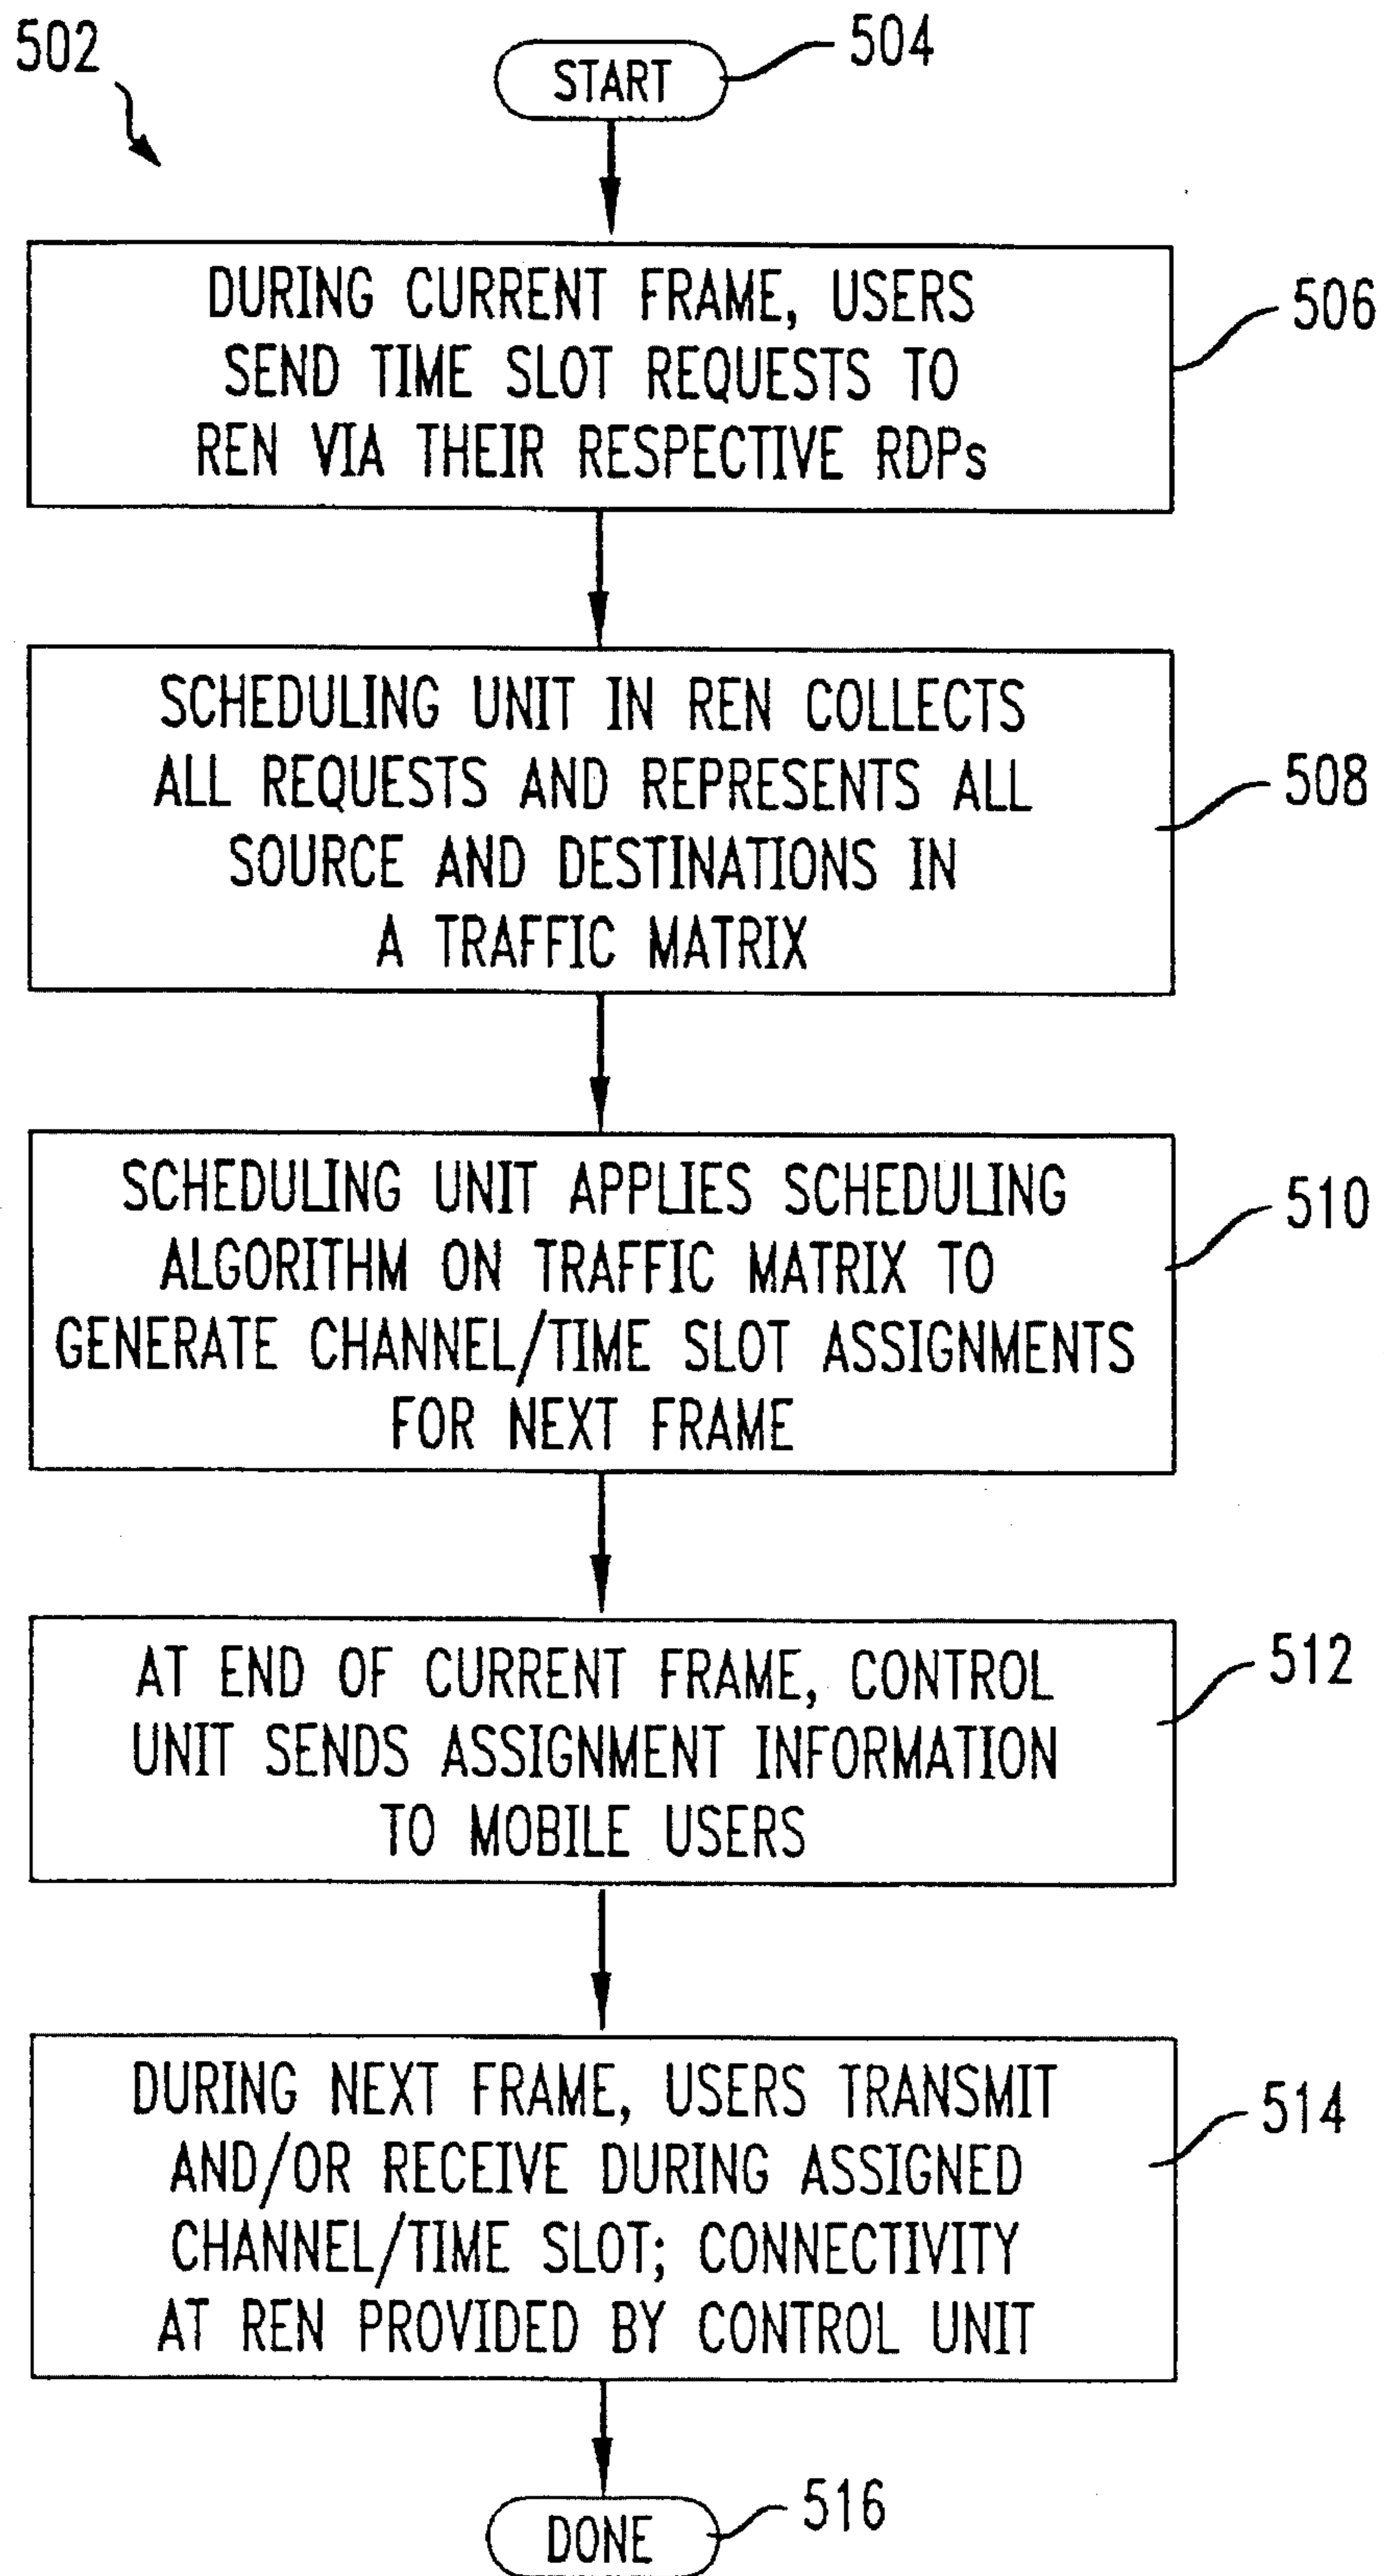 502
START
504
DURING CURRENT FRAME, USERS
SEND TIME SLOT REQUESTS TO
REN VIA THEIR RESPECTIVE RDPs
506
SCHEDULING UNIT IN REN COLLECTS
ALL REQUESTS AND REPRESENTS ALL
SOURCE AND DESTINATIONS IN
A TRAFFIC MATRIX
508
SCHEDULING UNIT APPLIES SCHEDULING
ALGORITHM ON TRAFFIC MATRIX TO
GENERATE CHANNEL/TIME SLOT ASSIGNMENTS
FOR NEXT FRAME
510
AT END OF CURRENT FRAME, CONTROL
UNIT SENDS ASSIGNMENT INFORMATION
TO MOBILE USERS
512
DURING NEXT FRAME, USERS TRANSMIT
AND/OR RECEIVE DURING ASSIGNED
CHANNEL/TIME SLOT; CONNECTIVITY
AT REN PROVIDED BY CONTROL UNIT
514
DONE
516